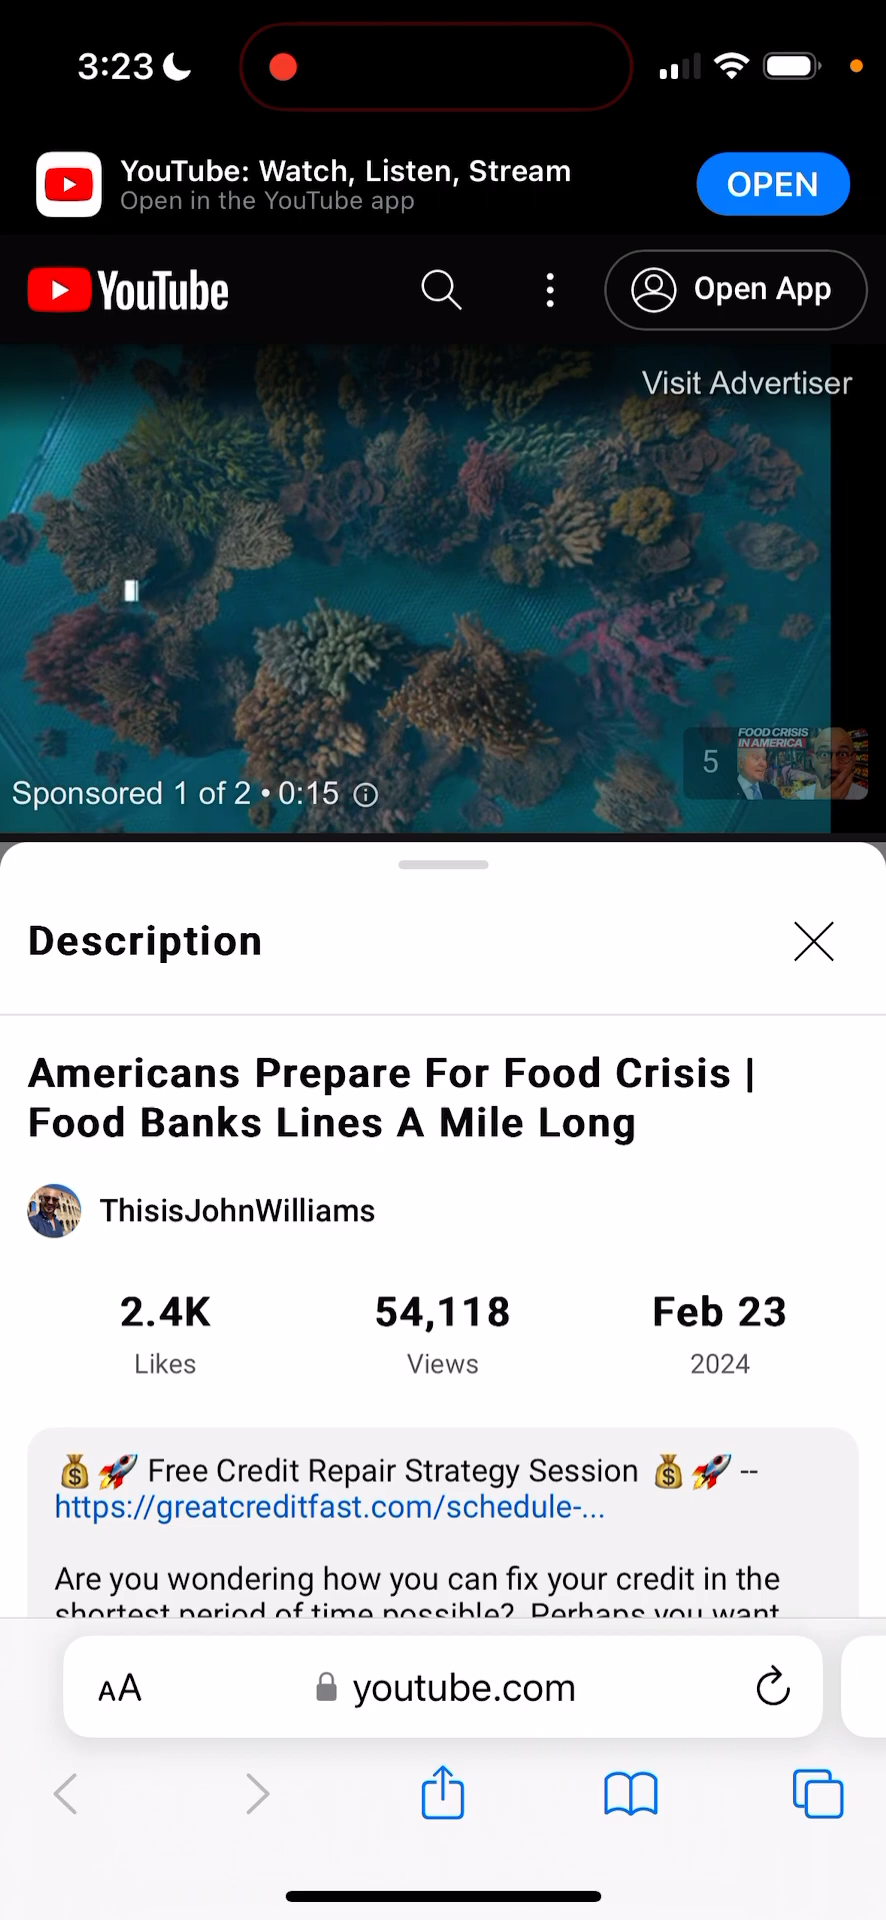 3:23
YouTube: Watch, Listen, Stream
Open in the YouTube app
OPEN
YouTube
Open App
Visit Advertiser
FOOD CRISIS
IN AMERICA
5
Sponsored 1 of 2 • 0:15
Description
Americans Prepare For Food Crisis |
Food Banks Lines A Mile Long
ThisisJohnWilliams
2.4K
Likes
54,118
Views
Feb 23
2024
💰🚀 Free Credit Repair Strategy Session 💰🚀 --
https://greatcreditfast.com/schedule-...
Are you wondering how you can fix your credit in the
shortest period of time possible? Perhaps you want
AA
youtube.com